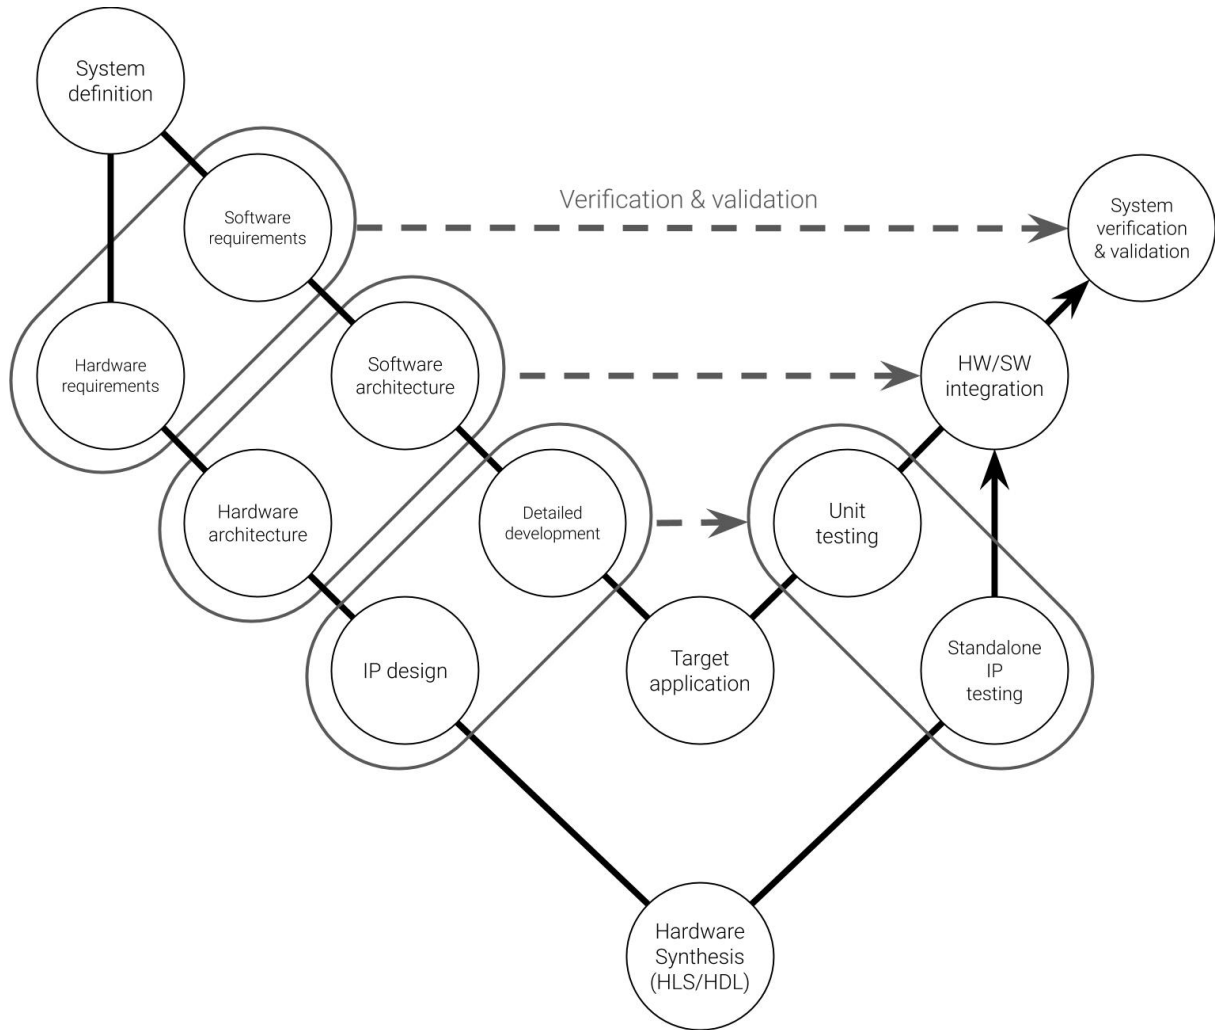 System
definition
Software
requirements
Verification & validation
System
verification
& validation
Hardware
requirements
Software
architecture
HW/SW
integration
Hardware
architecture
Detailed
development
Unit
testing
IP design
Target
application
Standalone
IP
testing
Hardware
Synthesis
(HLS/HDL)